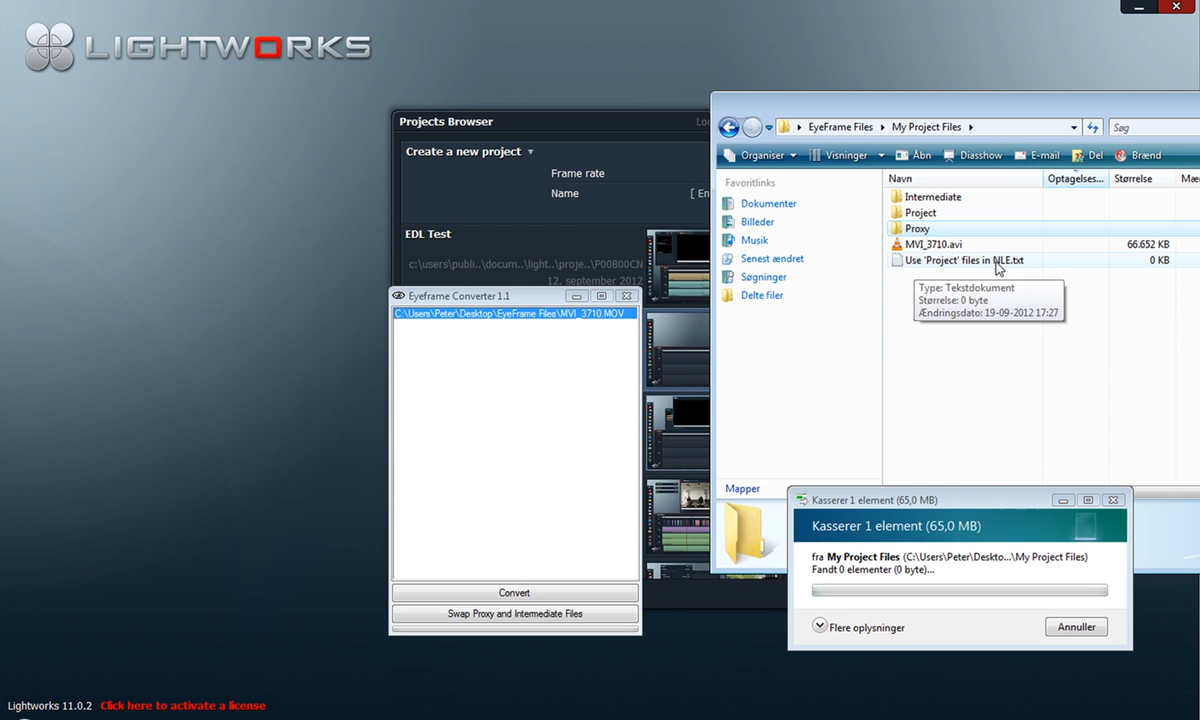 LIGHTWORKS
Projects Browser
Create a new project
Frame rate
Name
[ En
EDL Test
c:\users\publi..\docum..\light..\proje..\P00B00CN
12. september 2012
Eyeframe Converter 1.1
C:\Users\Peter\Desktop\EyeFrame Files\MVI_3710.MOV
Convert
Swap Proxy and Intermediate Files
EyeFrame Files
My Project Files
Søg
Organiser
Visninger
Åbn
Diasshow
E-mail
Del
Brænd
Favoritlinks
Dokumenter
Billeder
Musik
Senest ændret
Søgninger
Delte filer
Mapper
Navn
Optagelses...
Størrelse
Mær
Intermediate
Project
Proxy
MVI_3710.avi
66.652 KB
Use 'Project' files in NLE.txt
0 KB
Type: Tekstdokument
Størrelse: 0 byte
Ændringsdato: 19-09-2012 17:27
Kasserer 1 element (65,0 MB)
Kasserer 1 element (65,0 MB)
fra My Project Files (C:\Users\Peter\Deskto...\My Project Files)
Fandt 0 elementer (0 byte)...
Flere oplysninger
Annuller
Lightworks 11.0.2
Click here to activate a license